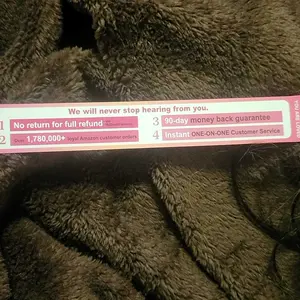 We will never stop hearing from you.
1 No return for full refund
2 Over 1,780,000+ loyal Amazon customer orders
3 90-day money back guarantee
4 Instant ONE-ON-ONE Customer Service